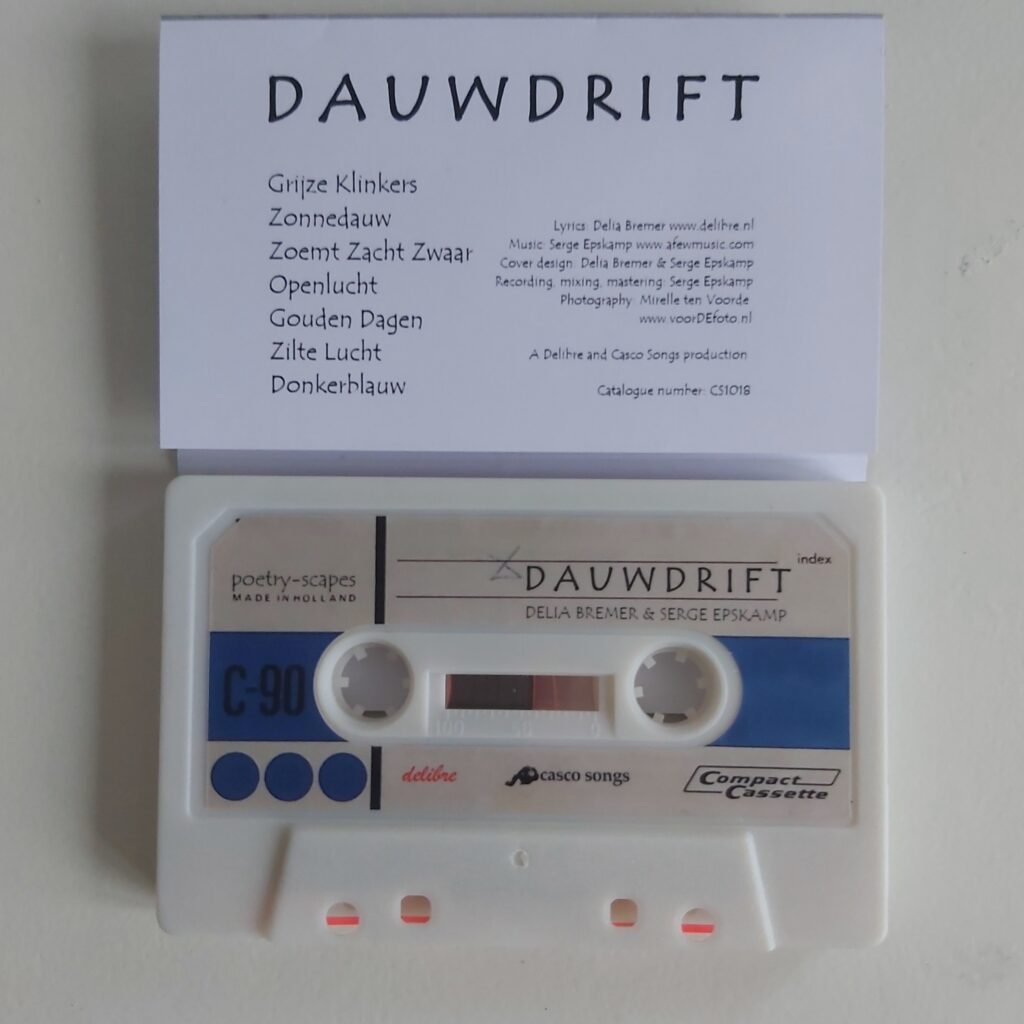 DAUWDRIFT
Grijze Klinkers
Zonnedauw
Zoemt Zacht Zwaar
Openlucht
Gouden Dagen
Zilte Lucht
Donkerblauw
Lyrics: Delia Bremer www.delibre.nl
Music: Serge Epskamp www.afewmusic.com
Cover design: Delia Bremer & Serge Epskamp
Recording, mixing, mastering: Serge Epskamp
Photography: Mirelle ten Voorde
www.voorDEfoto.nl
A Delibre and Casco Songs production
Catalogue number: CS1018
poetry-scapes
MADE IN HOLLAND
index
DAUWDRIFT
DELIA BREMER & SERGE EPSKAMP
C-90
100 50 0
delibre
casco songs
Compact
Cassette